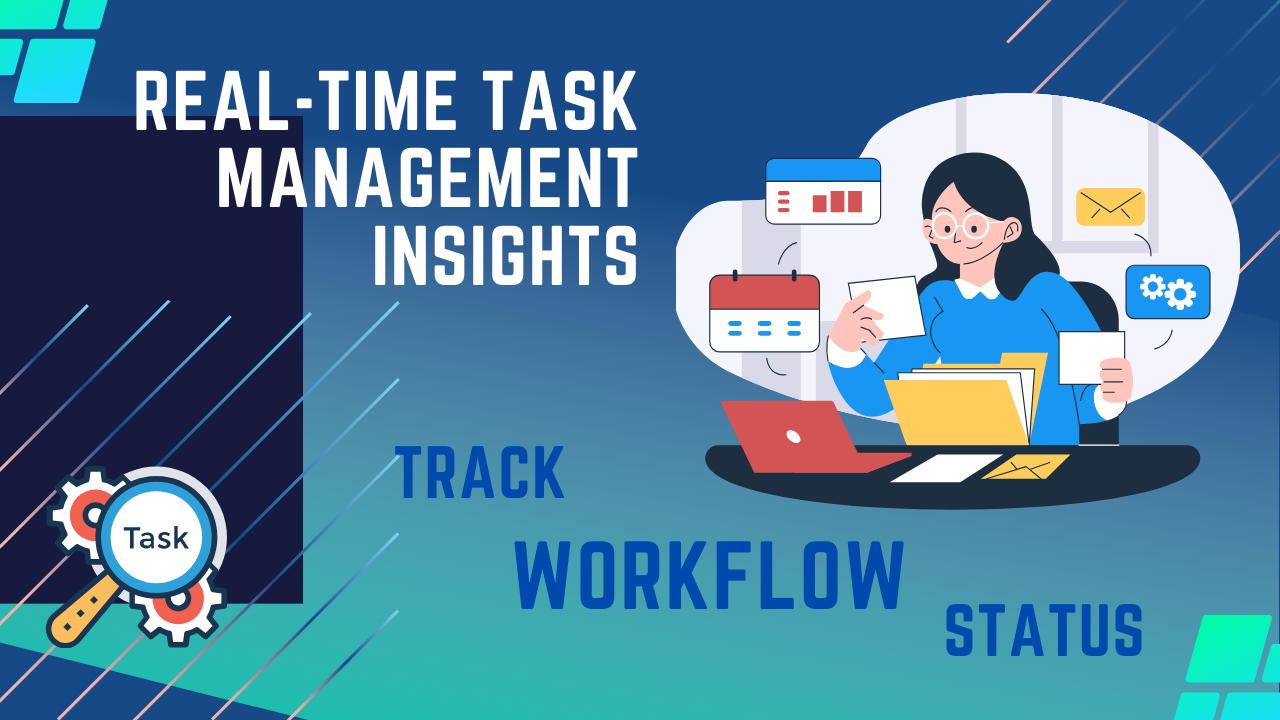 REAL-TIME TASK
MANAGEMENT
INSIGHTS
TRACK
Task
WORKFLOW
STATUS